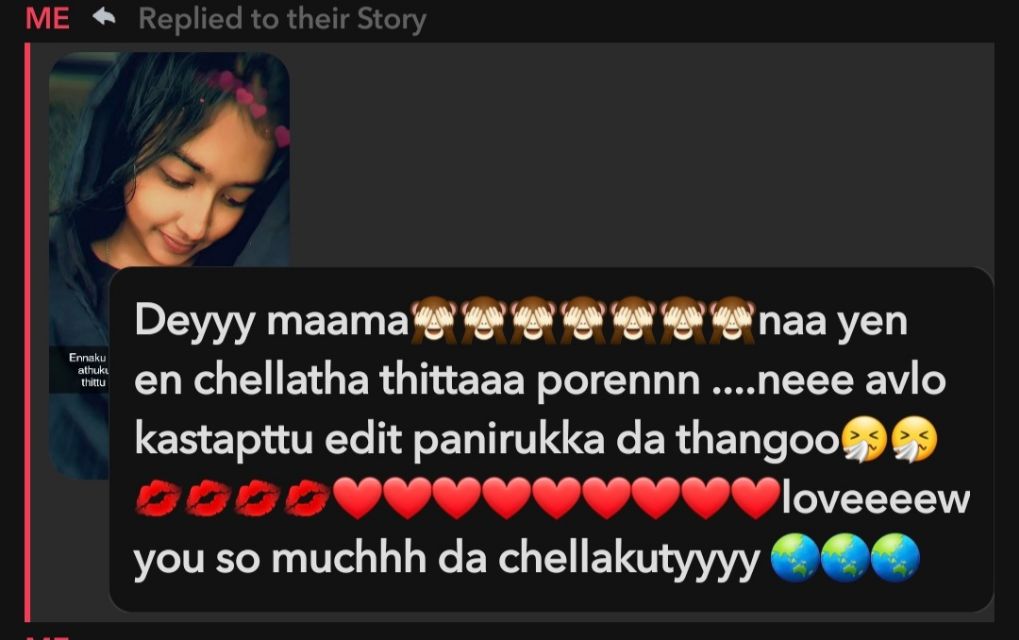 ME Replied to their Story
Ennaku
athuku
thittu
Deyyy maama🙈🙈🙈🙈🙈🙈🙈naa yen
en chellatha thittaaa porennn ....neee avlo
kastapttu edit panirukka da thangoo🤧🤧
💋💋💋💋❤️❤️❤️❤️❤️❤️❤️❤️❤️loveeeew
you so muchhh da chellakutyyyy 🌏🌏🌏